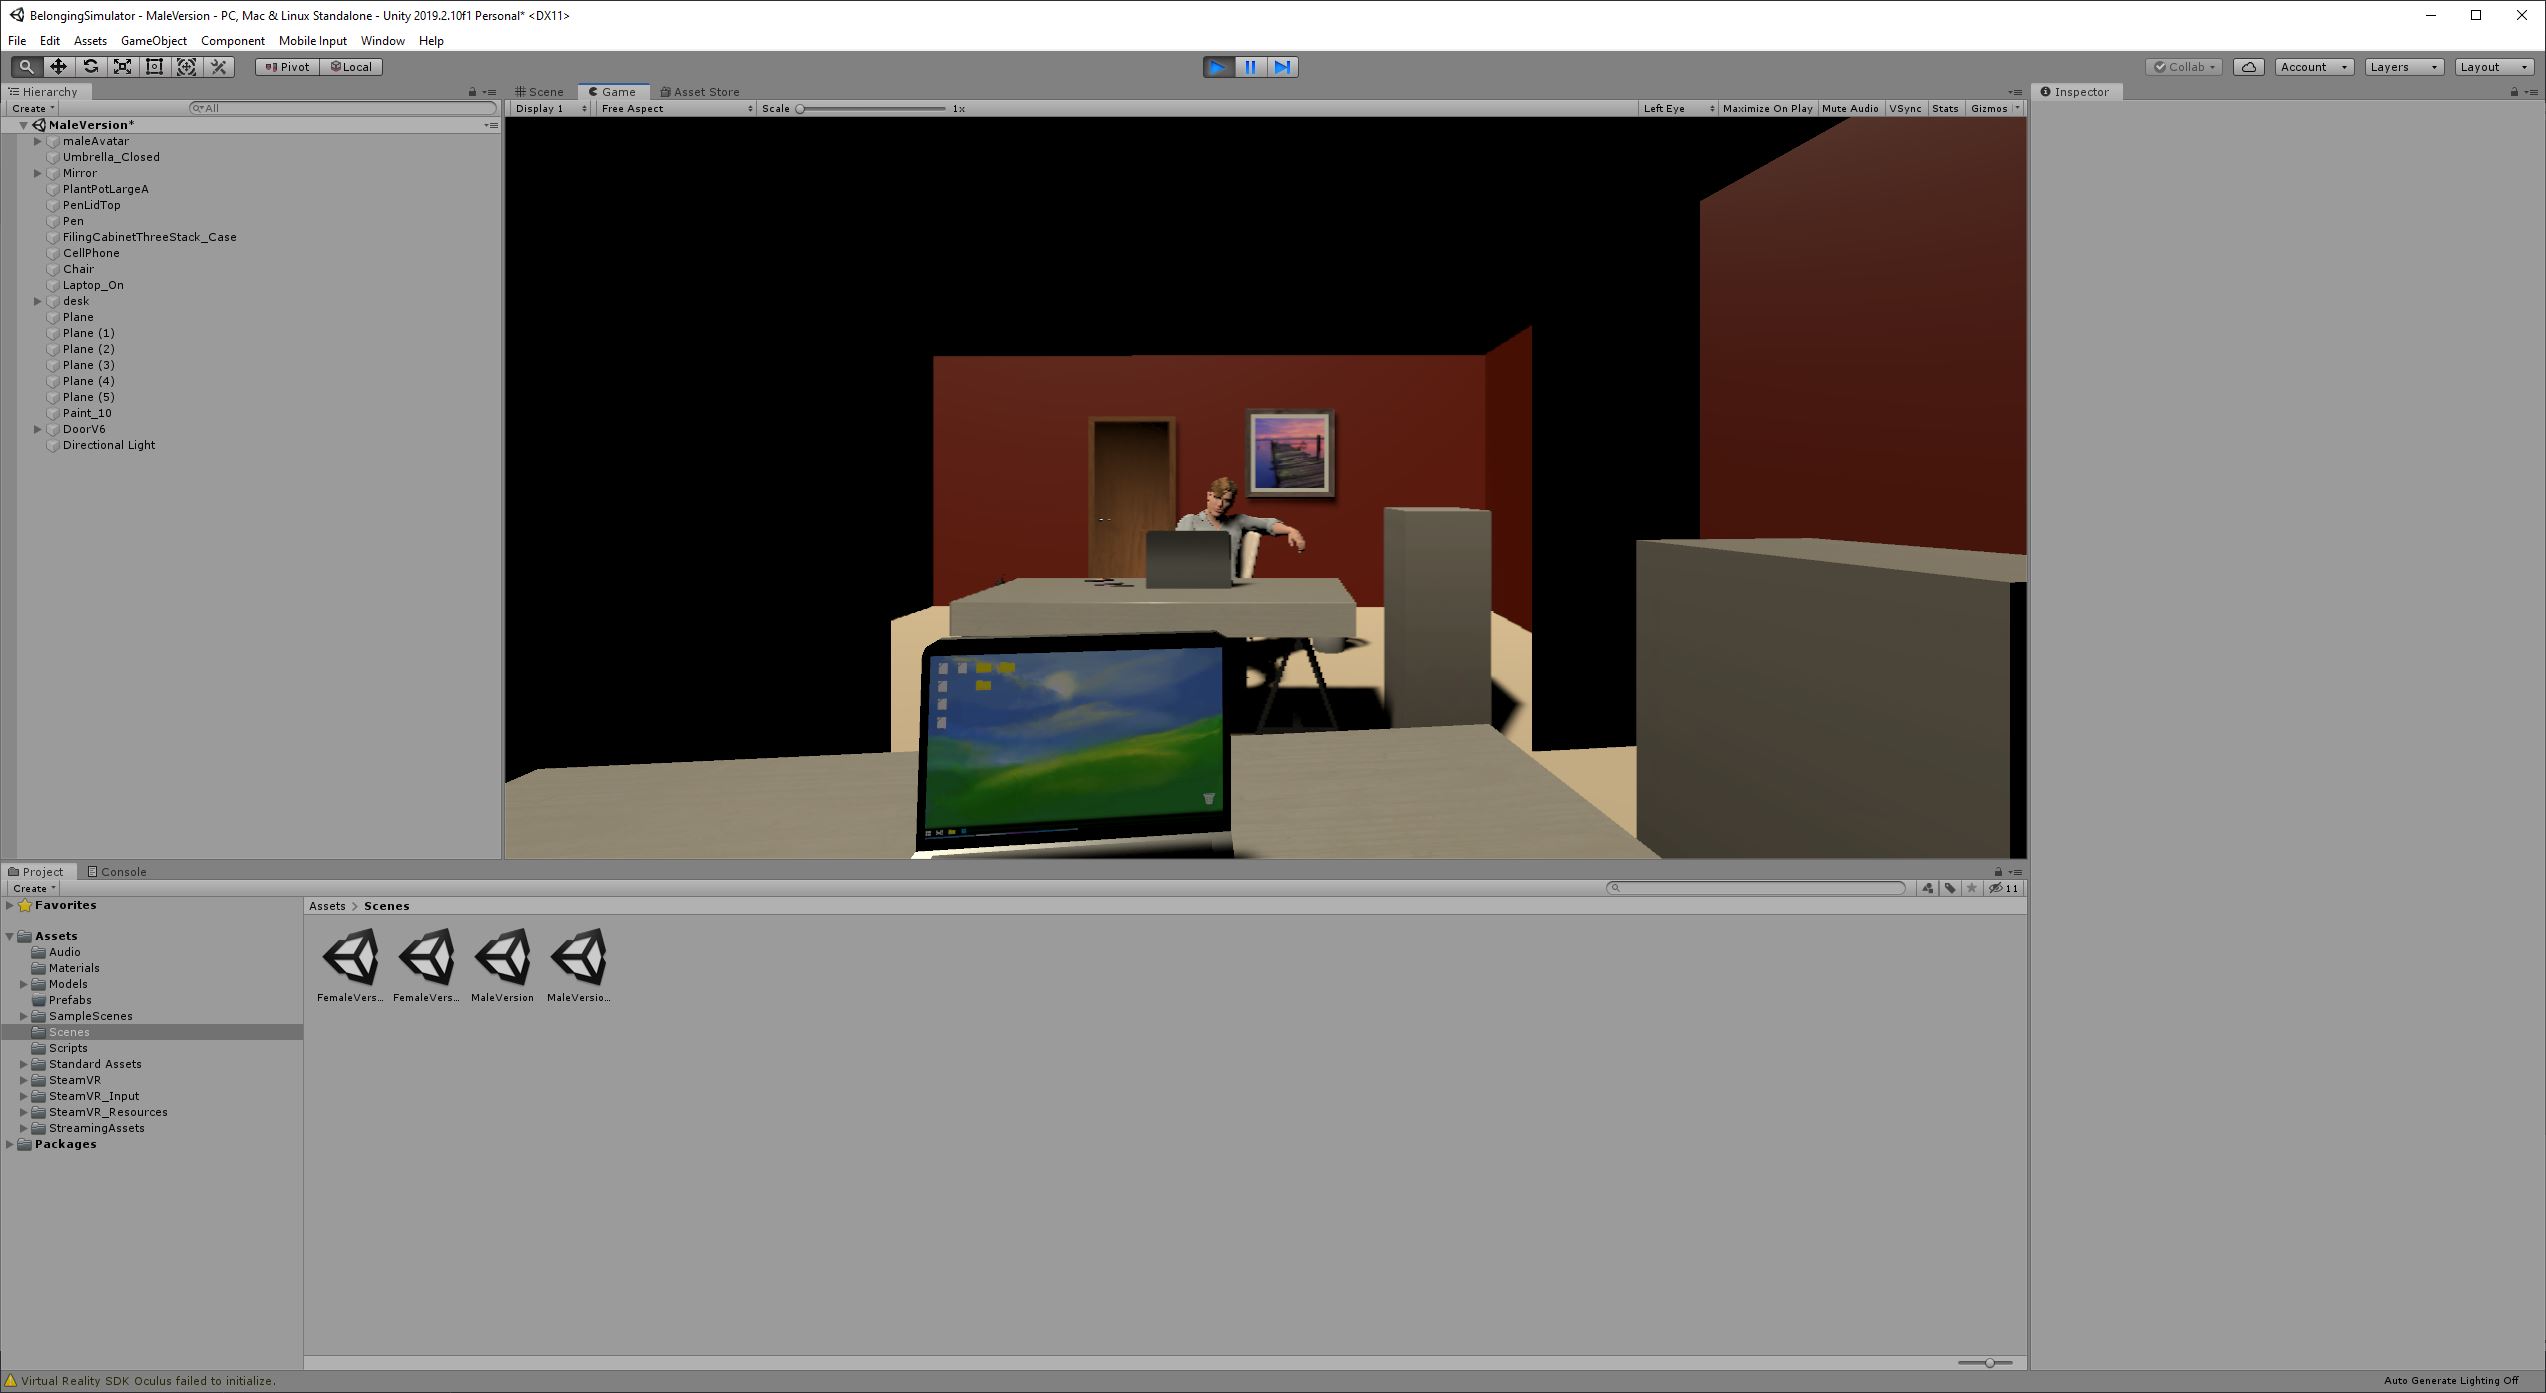 BelongingSimulator - MaleVersion - PC, Mac & Linux Standalone - Unity 2019.2.10f1 Personal* <DX11>
File Edit Assets GameObject Component Mobile Input Window Help
Pivot Local Collab Account Layers Layout
Hierarchy
Create All
MaleVersion*
maleAvatar
Umbrella_Closed
Mirror
PlantPotLargeA
PenLidTop
Pen
FilingCabinetThreeStack_Case
CellPhone
Chair
Laptop_On
desk
Plane
Plane (1)
Plane (2)
Plane (3)
Plane (4)
Plane (5)
Paint_10
DoorV6
Directional Light
Scene Game Asset Store
Display 1 Free Aspect Scale 1x Left Eye Maximize On Play Mute Audio VSync Stats Gizmos
Inspector
Project Console
Create 11
Favorites
Assets
Audio
Materials
Models
Prefabs
SampleScenes
Scenes
Scripts
Standard Assets
SteamVR
SteamVR_Input
SteamVR_Resources
StreamingAssets
Packages
Assets > Scenes
FemaleVers... FemaleVers... MaleVersion MaleVersio...
Virtual Reality SDK Oculus failed to initialize.
Auto Generate Lighting Off